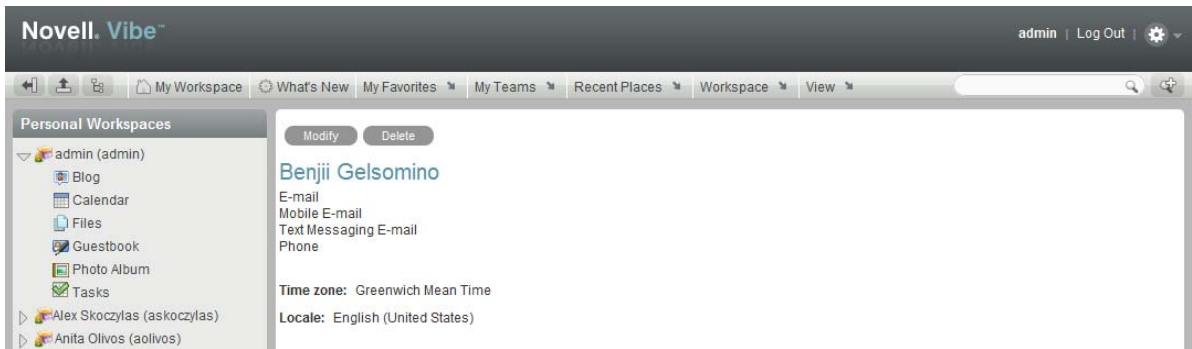 Novell. Vibe™
admin | Log Out |
My Workspace What's New My Favorites My Teams Recent Places Workspace View
Personal Workspaces
admin (admin)
Blog
Calendar
Files
Guestbook
Photo Album
Tasks
Alex Skoczylas (askoczylas)
Anita Olivos (aolivos)
Modify Delete
Benjii Gelsomino
E-mail
Mobile E-mail
Text Messaging E-mail
Phone
Time zone: Greenwich Mean Time
Locale: English (United States)